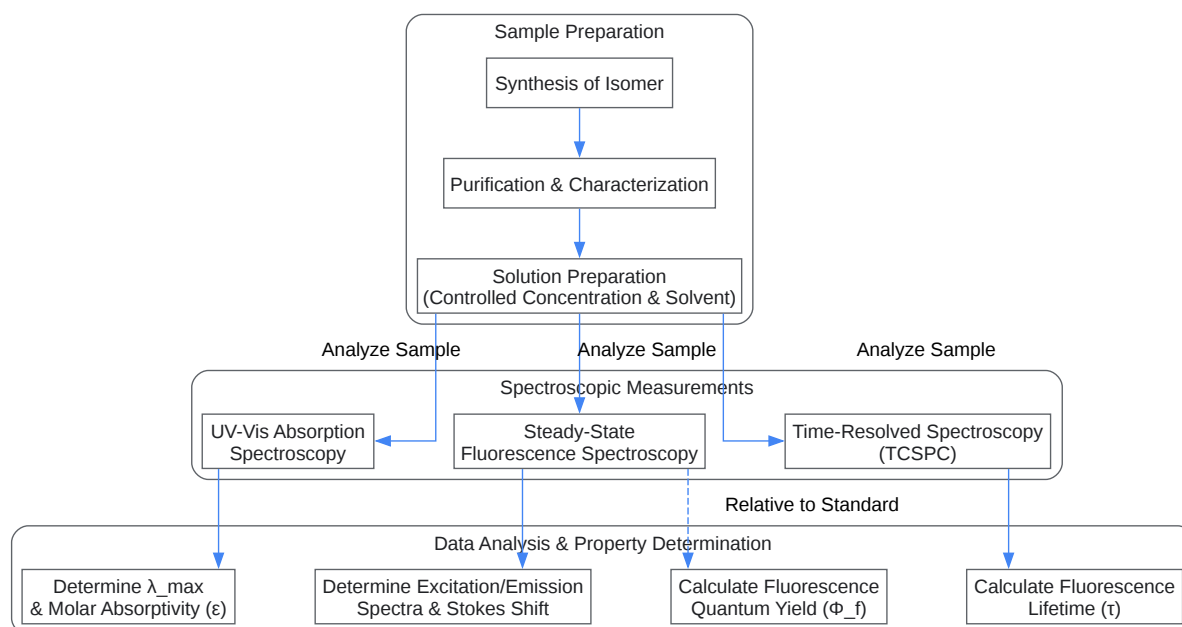 Sample Preparation
Synthesis of Isomer
Purification & Characterization
Solution Preparation
(Controlled Concentration & Solvent)
Analyze Sample
Analyze Sample
Analyze Sample
Spectroscopic Measurements
UV-Vis Absorption
Spectroscopy
Steady-State
Fluorescence Spectroscopy
Time-Resolved Spectroscopy
(TCSPC)
Relative to Standard
Data Analysis & Property Determination
Determine λ_max
& Molar Absorptivity (ε)
Determine Excitation/Emission
Spectra & Stokes Shift
Calculate Fluorescence
Quantum Yield (Φ_f)
Calculate Fluorescence
Lifetime (τ)